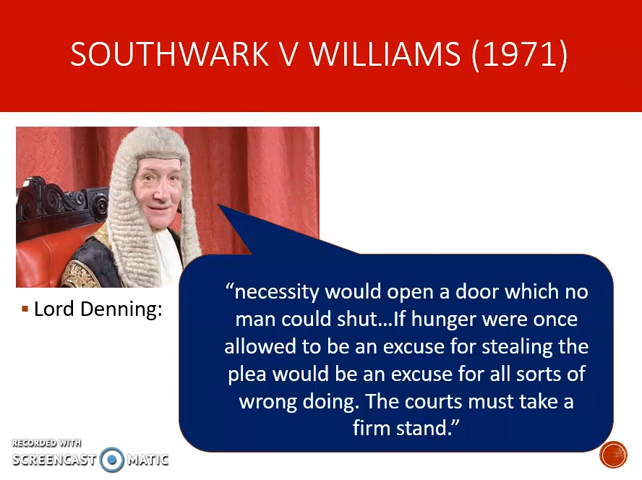 SOUTHWARK V WILLIAMS (1971)
▪ Lord Denning:
“necessity would open a door which no
man could shut…If hunger were once
allowed to be an excuse for stealing the
plea would be an excuse for all sorts of
wrong doing. The courts must take a
firm stand.”
RECORDED WITH
SCREENCAST MATIC